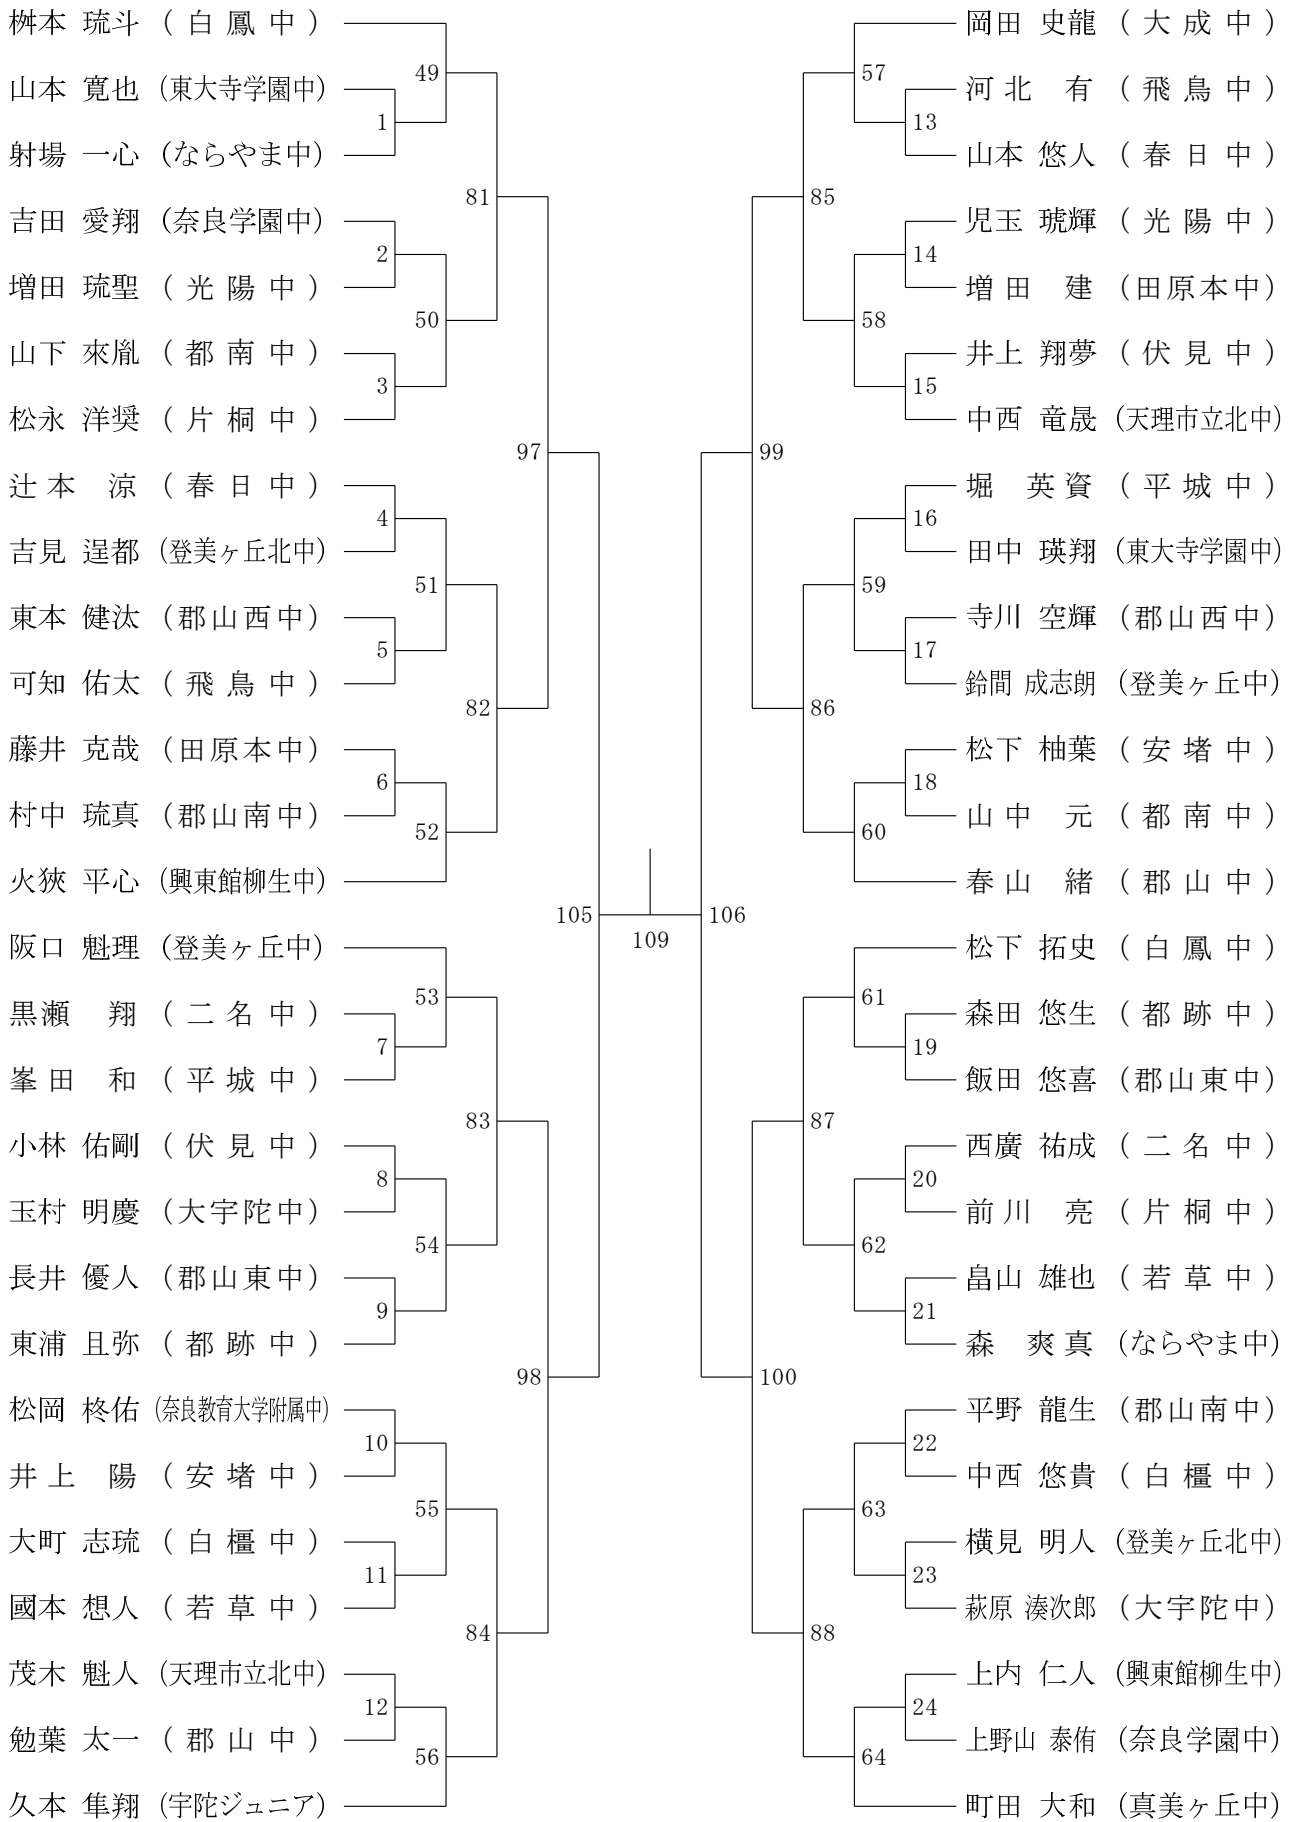 桝本 琉斗 (白鳳中)
山本 寛也 (東大寺学園中)
射場 一心 (ならやま中)
吉田 愛翔 (奈良学園中)
増田 琉聖 (光陽中)
山下 來胤 (都南中)
松永 洋奨 (片桐中)
辻本 涼 (春日中)
吉見 逞都 (登美ヶ丘北中)
東本 健汰 (郡山西中)
可知 佑太 (飛鳥中)
藤井 克哉 (田原本中)
村中 琉真 (郡山南中)
火狹 平心 (興東館柳生中)
阪口 魁理 (登美ヶ丘中)
黒瀬 翔 (二名中)
峯田 和 (平城中)
小林 佑剛 (伏見中)
玉村 明慶 (大宇陀中)
長井 優人 (郡山東中)
東浦 且弥 (都跡中)
松岡 柊佑 (奈良教育大学附属中)
井上 陽 (安堵中)
大町 志琉 (白橿中)
國本 想人 (若草中)
茂木 魁人 (天理市立北中)
勉葉 太一 (郡山中)
久本 隼翔 (宇陀ジュニア)
1
2
3
4
5
6
7
8
9
10
11
12
49
50
51
52
53
54
55
56
81
82
83
84
97
98
105
109
106
99
100
85
86
87
88
57
58
59
60
61
62
63
64
13
14
15
16
17
18
19
20
21
22
23
24
岡田 史龍 (大成中)
河北 有 (飛鳥中)
山本 悠人 (春日中)
児玉 琥輝 (光陽中)
増田 建 (田原本中)
井上 翔夢 (伏見中)
中西 竜晟 (天理市立北中)
堀 英資 (平城中)
田中 瑛翔 (東大寺学園中)
寺川 空輝 (郡山西中)
鈴間 成志朗 (登美ヶ丘中)
松下 柚葉 (安堵中)
山中 元 (都南中)
春山 緒 (郡山中)
松下 拓史 (白鳳中)
森田 悠生 (都跡中)
飯田 悠喜 (郡山東中)
西廣 祐成 (二名中)
前川 亮 (片桐中)
畠山 雄也 (若草中)
森 爽真 (ならやま中)
平野 龍生 (郡山南中)
中西 悠貴 (白橿中)
横見 明人 (登美ヶ丘北中)
萩原 湊次郎 (大宇陀中)
上内 仁人 (興東館柳生中)
上野山 泰侑 (奈良学園中)
町田 大和 (真美ヶ丘中)